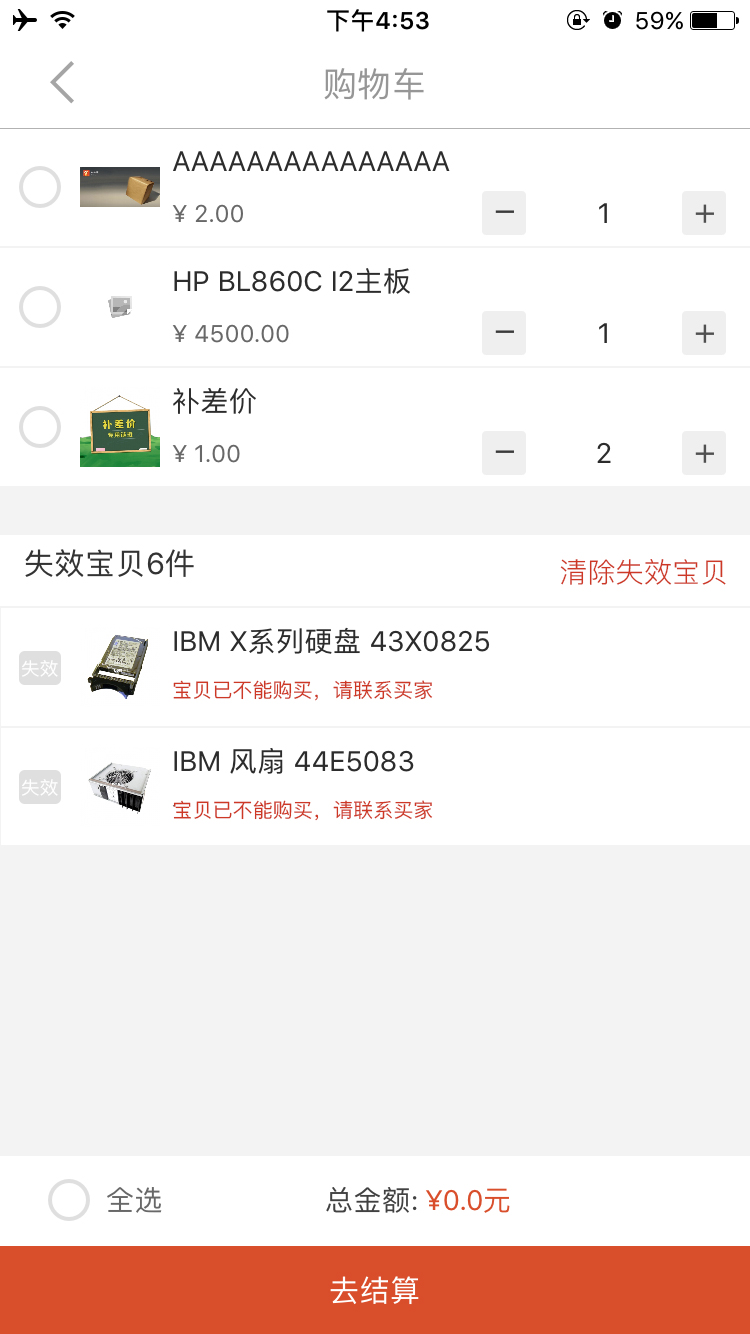 下午4:53
59%
购物车
AAAAAAAAAAAAAAA
¥ 2.00
1
HP BL860C I2主板
¥ 4500.00
1
补差价
补差价
¥ 1.00
2
失效宝贝6件
清除失效宝贝
IBM X系列硬盘 43X0825
失效
宝贝已不能购买，请联系买家
IBM 风扇 44E5083
失效
宝贝已不能购买，请联系买家
全选
总金额: ¥0.0元
去结算